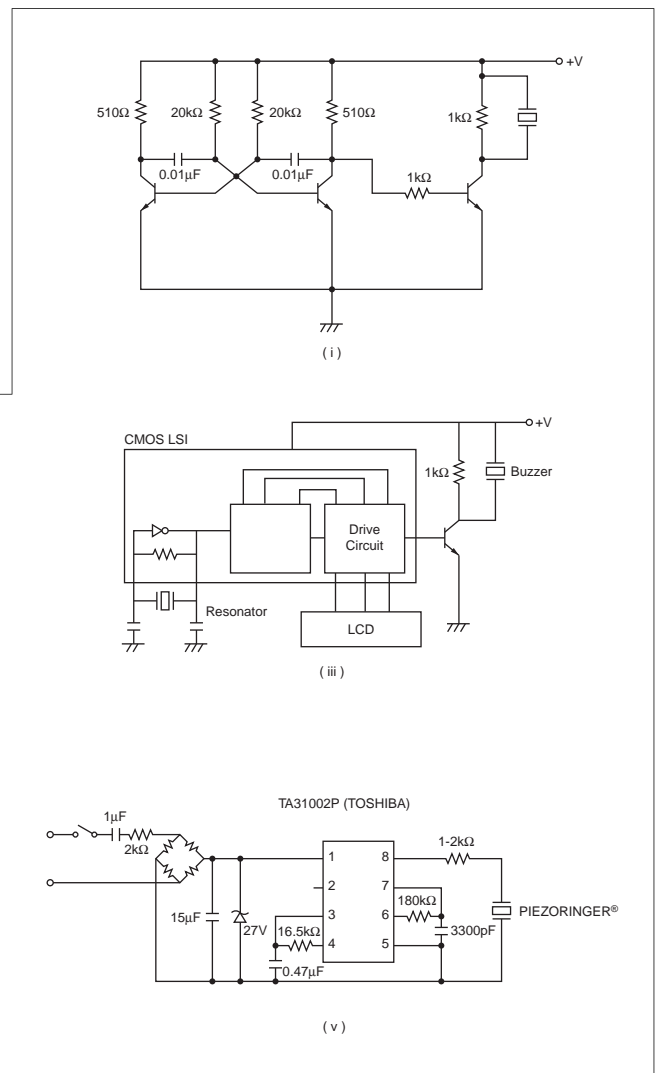 +V
510Ω 20kΩ 20kΩ 510Ω 1kΩ
0.01μF 0.01μF
1kΩ
( i )
+V
CMOS LSI
1kΩ Buzzer
Drive
Circuit
Resonator
LCD
( iii )
TA31002P (TOSHIBA)
1μF
2kΩ
1 8 1-2kΩ
2 7
180kΩ
15μF 27V 3 6 PIEZORINGER®
16.5kΩ 4 5 3300pF
0.47μF
( v )